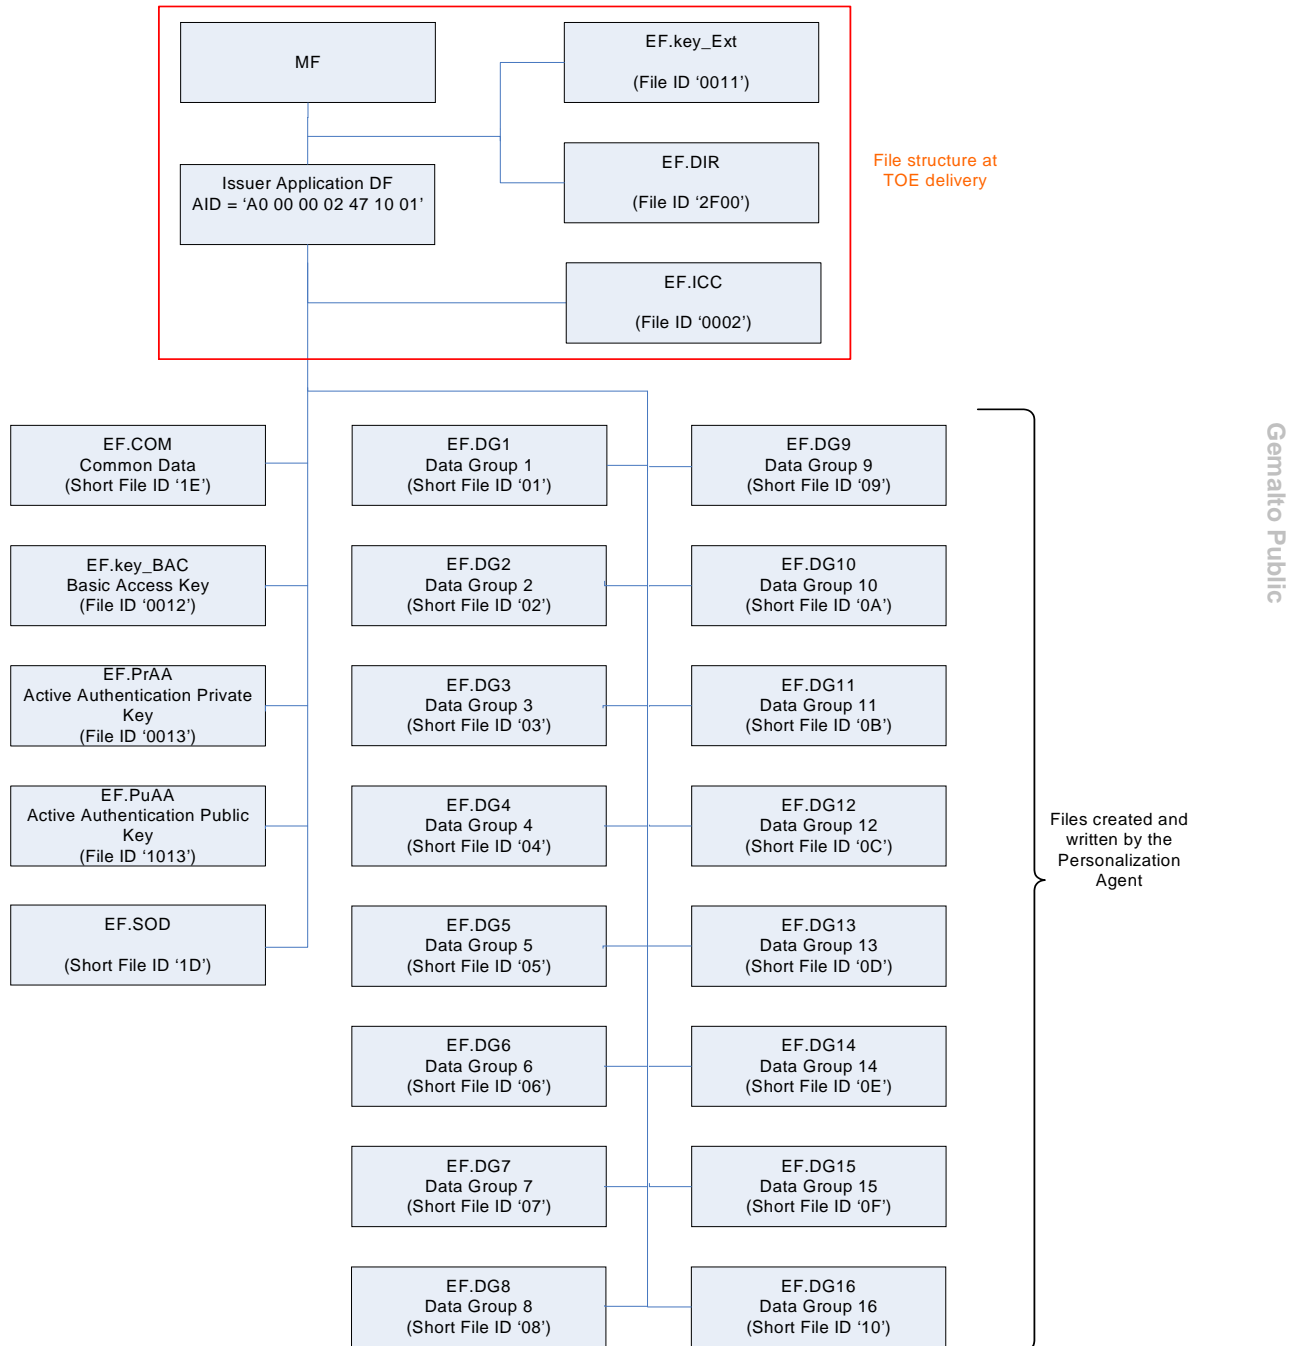 MF
EF.key_Ext
(File ID ‘0011’)
Issuer Application DF
AID = ‘A0 00 00 02 47 10 01’
EF.DIR
(File ID ‘2F00’)
File structure at
TOE delivery
EF.ICC
(File ID ‘0002’)
EF.COM
Common Data
(Short File ID ‘1E’)
EF.key_BAC
Basic Access Key
(File ID ‘0012’)
EF.PrAA
Active Authentication Private
Key
(File ID ‘0013’)
EF.PuAA
Active Authentication Public
Key
(File ID ‘1013’)
EF.SOD
(Short File ID ‘1D’)
EF.DG1
Data Group 1
(Short File ID ‘01’)
EF.DG2
Data Group 2
(Short File ID ‘02’)
EF.DG3
Data Group 3
(Short File ID ‘03’)
EF.DG4
Data Group 4
(Short File ID ‘04’)
EF.DG5
Data Group 5
(Short File ID ‘05’)
EF.DG6
Data Group 6
(Short File ID ‘06’)
EF.DG7
Data Group 7
(Short File ID ‘07’)
EF.DG8
Data Group 8
(Short File ID ‘08’)
EF.DG9
Data Group 9
(Short File ID ‘09’)
EF.DG10
Data Group 10
(Short File ID ‘0A’)
EF.DG11
Data Group 11
(Short File ID ‘0B’)
EF.DG12
Data Group 12
(Short File ID ‘0C’)
EF.DG13
Data Group 13
(Short File ID ‘0D’)
EF.DG14
Data Group 14
(Short File ID ‘0E’)
EF.DG15
Data Group 15
(Short File ID ‘0F’)
EF.DG16
Data Group 16
(Short File ID ‘10’)
Files created and
written by the
Personalization
Agent
Gemalto Public